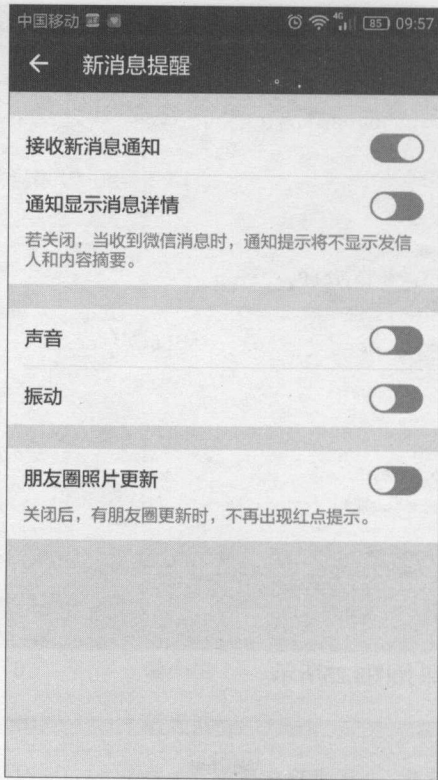 中国移动 4G 85 09:57
← 新消息提醒
接收新消息通知
通知显示消息详情
若关闭，当收到微信消息时，通知提示将不显示发信
人和内容摘要。
声音
振动
朋友圈照片更新
关闭后，有朋友圈更新时，不再出现红点提示。